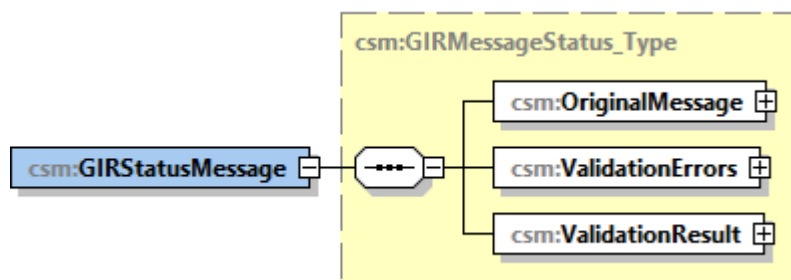 csm:GIRMessageStatus_Type
csm:OriginalMessage
csm:GIRStatusMessage
csm:ValidationErrors
csm:ValidationResult